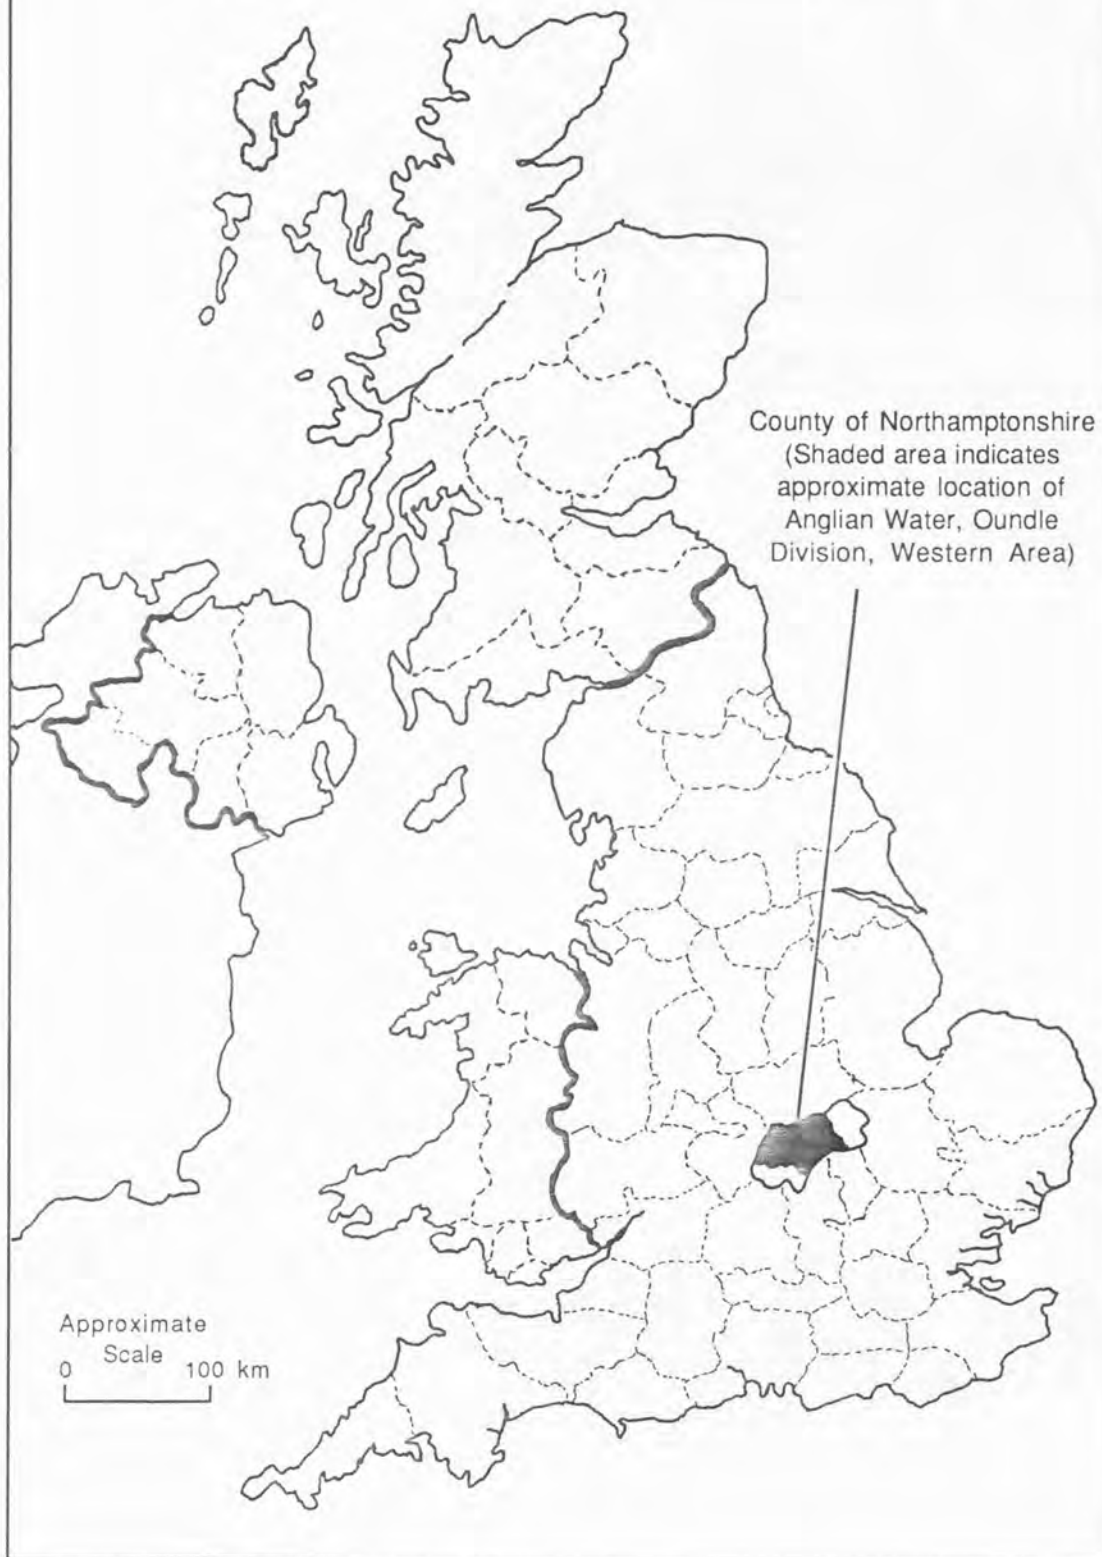 County of Northamptonshire
(Shaded area indicates
approximate location of
Anglian Water, Oundle
Division, Western Area)
Approximate
Scale
0 100 km